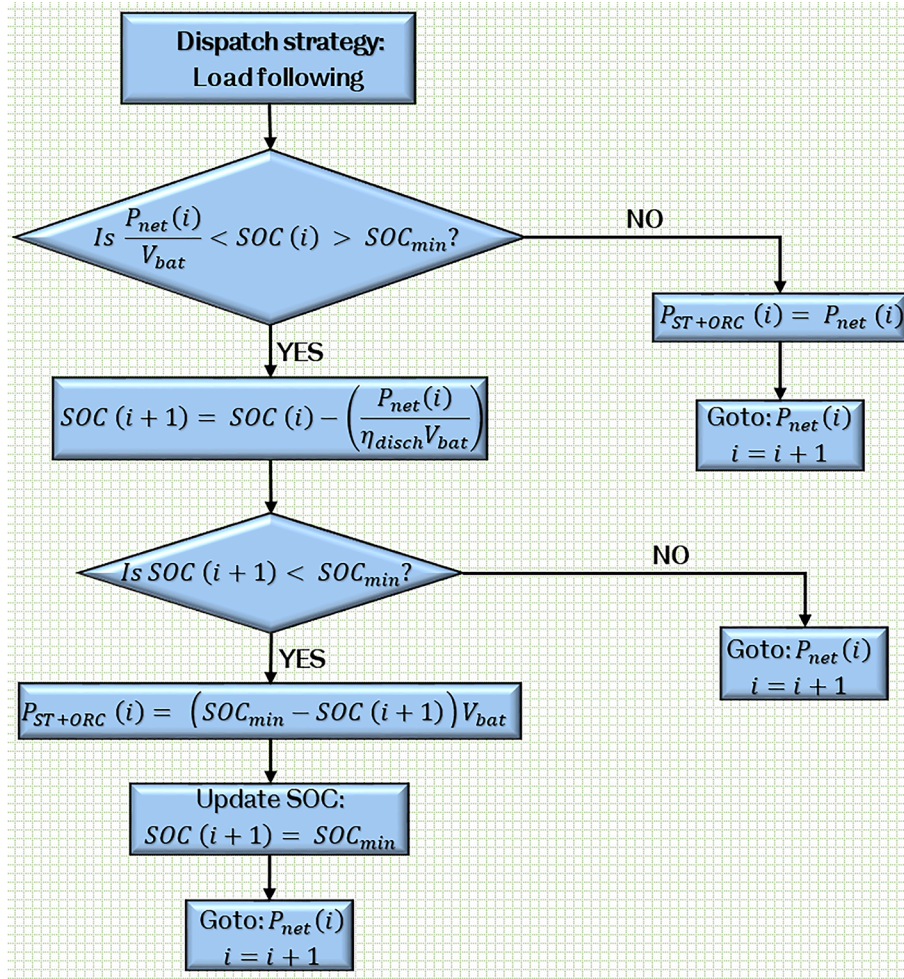 Dispatch strategy:
Load following
Is P_net(i)/V_bat < SOC (i) > SOC_min?
NO
P_ST+ORC (i) = P_net (i)
Goto: P_net(i)
i = i + 1
YES
SOC (i + 1) = SOC (i) − (P_net(i)/η_disch V_bat)
Is SOC (i + 1) < SOC_min?
NO
Goto: P_net(i)
i = i + 1
YES
P_ST+ORC (i) = (SOC_min − SOC (i + 1)) V_bat
Update SOC:
SOC (i + 1) = SOC_min
Goto: P_net(i)
i = i + 1